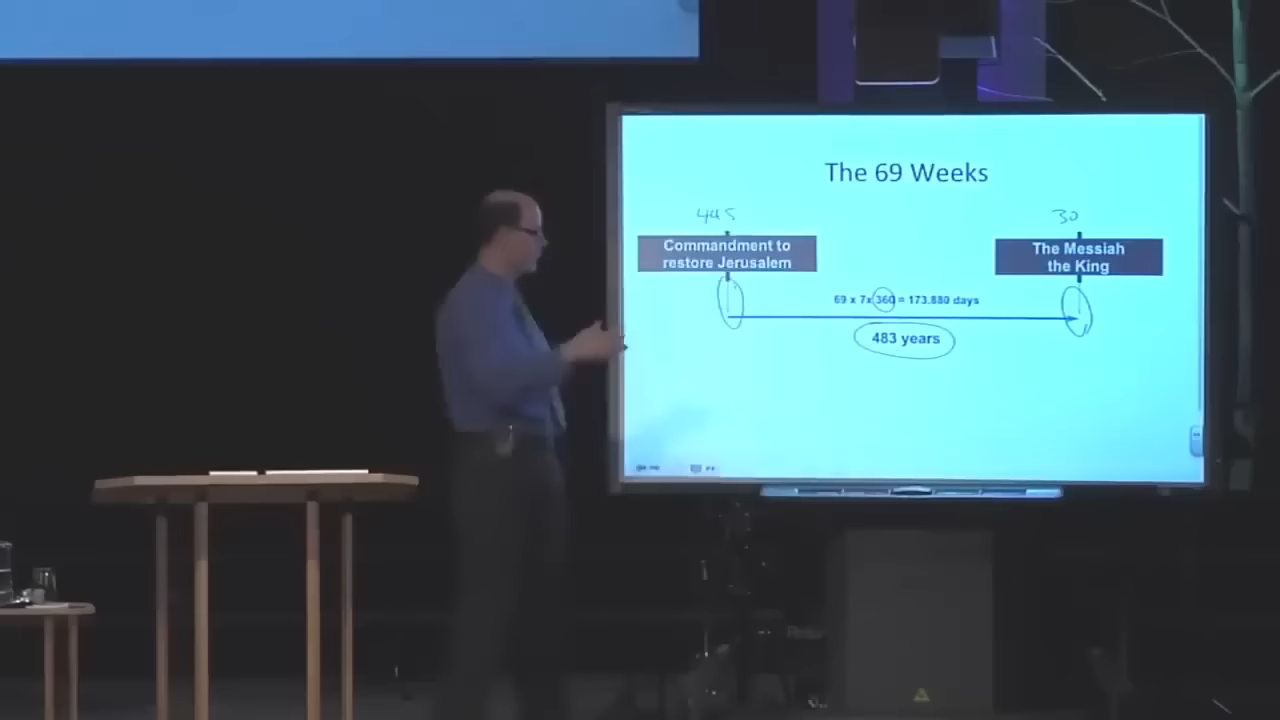 The 69 Weeks
445
30
Commandment to
restore Jerusalem
The Messiah
the King
69 x 7x 360 = 173.880 days
483 years